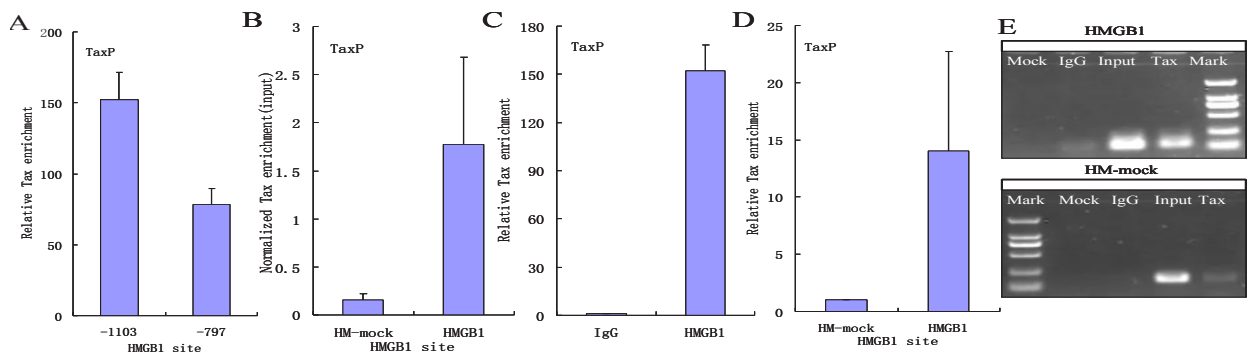 A
TaxP
Relative Tax enrichment
200
150
100
50
0
-1103 -797
HMGB1 site
B
TaxP
Normalized Tax enrichment(input)
3
2.5
2
1.5
1
0.5
0
HM-mock HMGB1
HMGB1 site
C
TaxP
Relative Tax enrichment
180
150
120
90
60
30
0
IgG HMGB1
D
TaxP
Relative Tax enrichment
25
20
15
10
5
0
HM-mock HMGB1
HMGB1 site
E
HMGB1
Mock IgG Input Tax Mark
HM-mock
Mark Mock IgG Input Tax